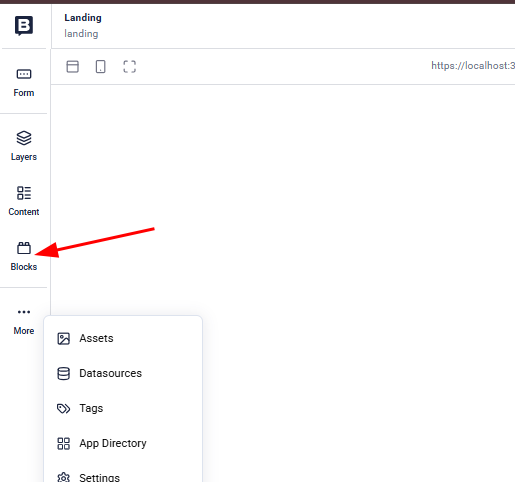 Landing
landing
https://localhost:3
Form
Layers
Content
Blocks
More
Assets
Datasources
Tags
App Directory
Settings